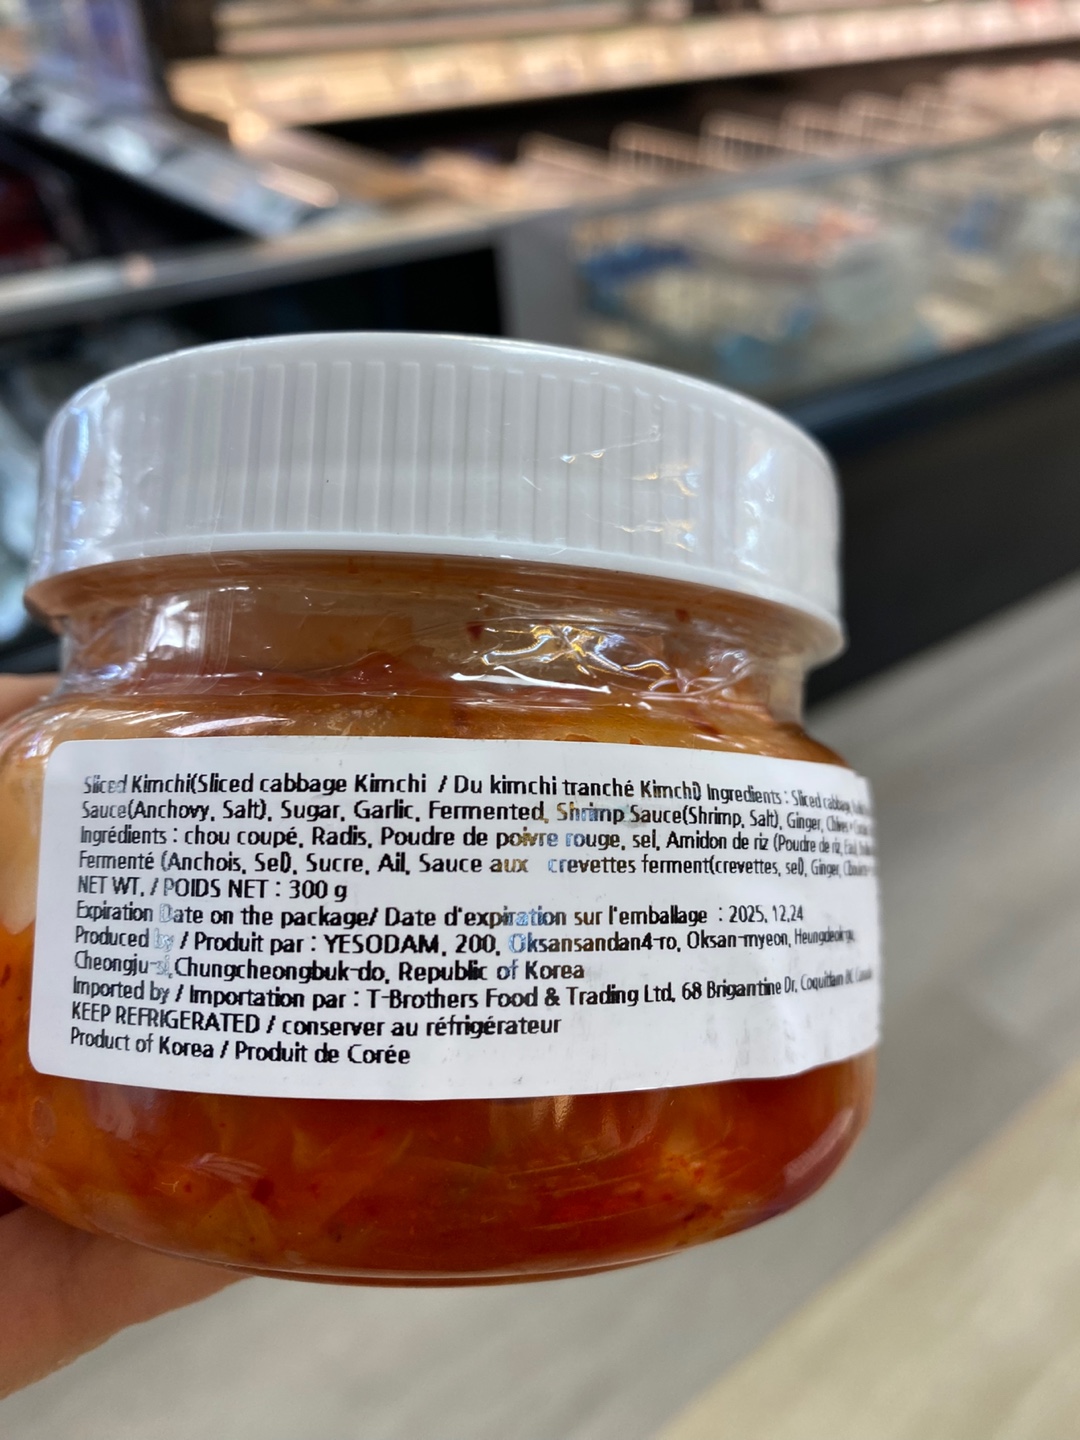 Sliced Kimchi(Sliced cabbage Kimchi / Du kimchi tranché Kimchi) Ingredients : Sliced cabbage,
Sauce(Anchovy, Salt), Sugar, Garlic, Fermented, Shrimp Sauce(Shrimp, Salt), Ginger,
Ingrédients : chou coupé, Radis, Poudre de poivre rouge, sel, Amidon de riz (Poudre de riz,
Fermenté (Anchois, Sel), Sucre, Ail, Sauce aux crevettes ferment(crevettes, sel), Ginger,
NET WT. / POIDS NET : 300 g
Expiration Date on the package/ Date d'expiration sur l'emballage : 2025. 12.24
Produced by / Produit par : YESODAM, 200, Oksansandan4-ro, Oksan-myeon, Heungdeok-gu,
Cheongju-si,Chungcheongbuk-do, Republic of Korea
Imported by / Importation par : T-Brothers Food & Trading Ltd, 68 Brigantine Dr, Coquitlam BC Canada
KEEP REFRIGERATED / conserver au réfrigérateur
Product of Korea / Produit de Corée